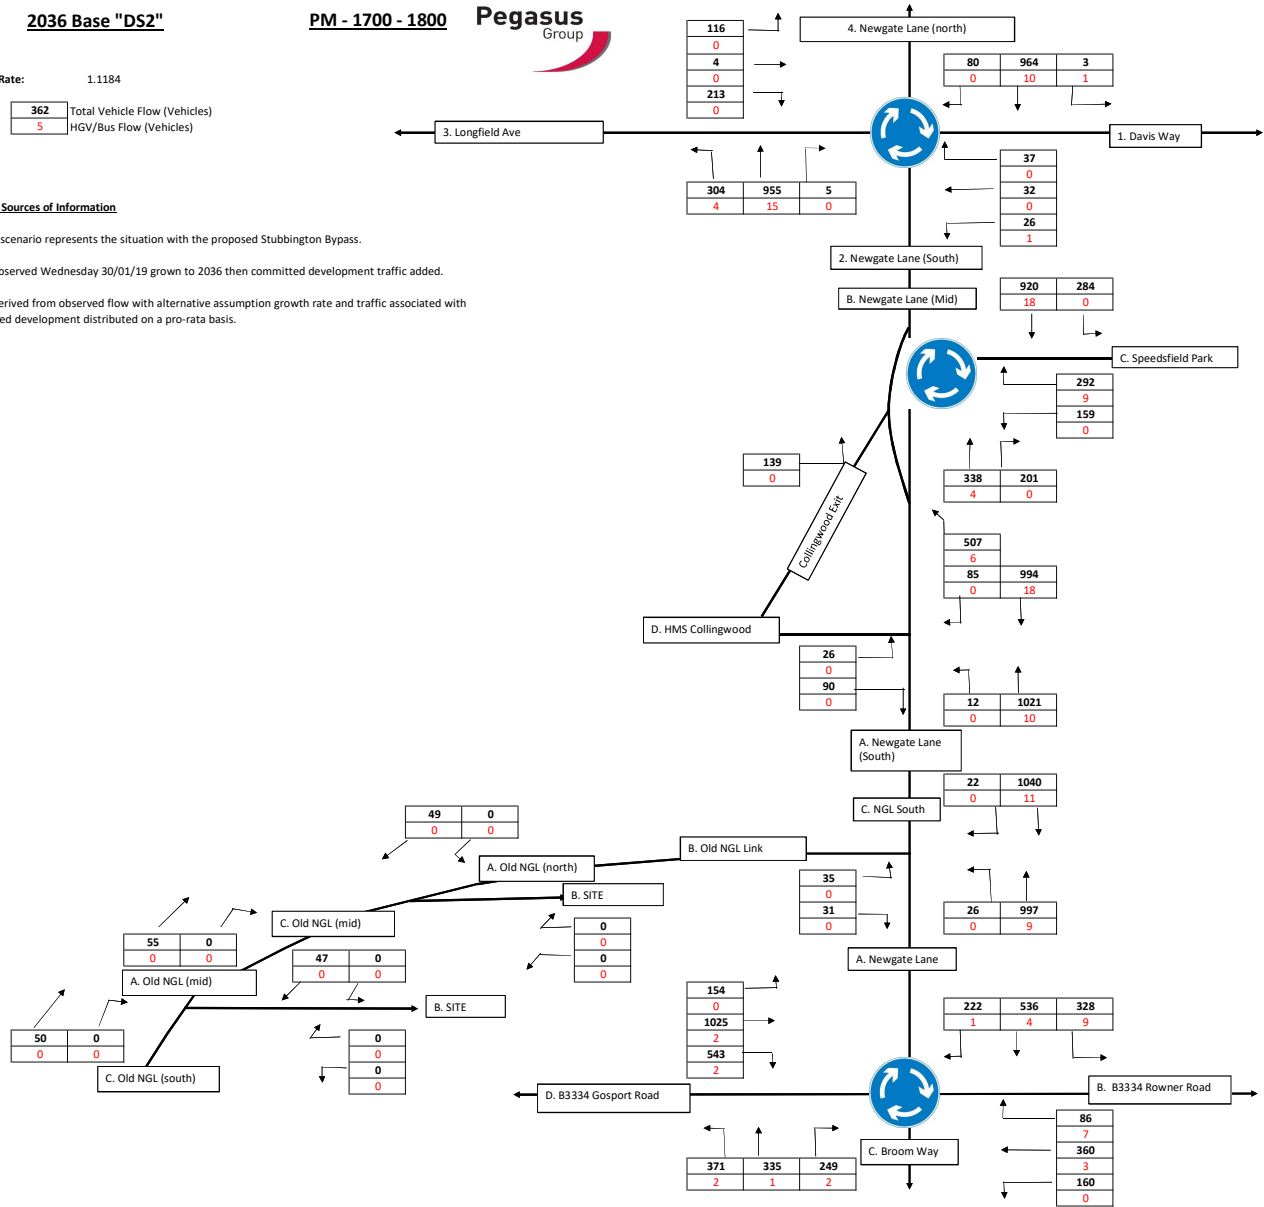 2036 Base "DS2"
PM - 1700 - 1800
Pegasus
Group
Rate:
1.1184
362
Total Vehicle Flow (Vehicles)
5
HGV/Bus Flow (Vehicles)
Sources of Information
scenario represents the situation with the proposed Stubbington Bypass.
bserved Wednesday 30/01/19 grown to 2036 then committed development traffic added.
erived from observed flow with alternative assumption growth rate and traffic associated with
ed development distributed on a pro-rata basis.
116
0
4
0
213
0
4. Newgate Lane (north)
80 964 3
0 10 1
3. Longfield Ave
1. Davis Way
304 955 5
4 15 0
37
0
32
0
26
1
2. Newgate Lane (South)
B. Newgate Lane (Mid)
920 284
18 0
C. Speedsfield Park
292
9
159
0
139
0
338 201
4 0
Collingwood Exit
507
6
85 994
0 18
D. HMS Collingwood
26
0
90
0
12 1021
0 10
A. Newgate Lane
(South)
22 1040
0 11
C. NGL South
49 0
0 0
B. Old NGL Link
A. Old NGL (north)
35
0
31
0
B. SITE
26 997
0 9
C. Old NGL (mid)
0
0
0
0
55 0
0 0
47 0
0 0
A. Newgate Lane
A. Old NGL (mid)
B. SITE
154
0
1025
2
543
2
222 536 328
1 4 9
50 0
0 0
0
0
0
0
C. Old NGL (south)
D. B3334 Gosport Road
B. B3334 Rowner Road
86
7
360
3
160
0
C. Broom Way
371 335 249
2 1 2